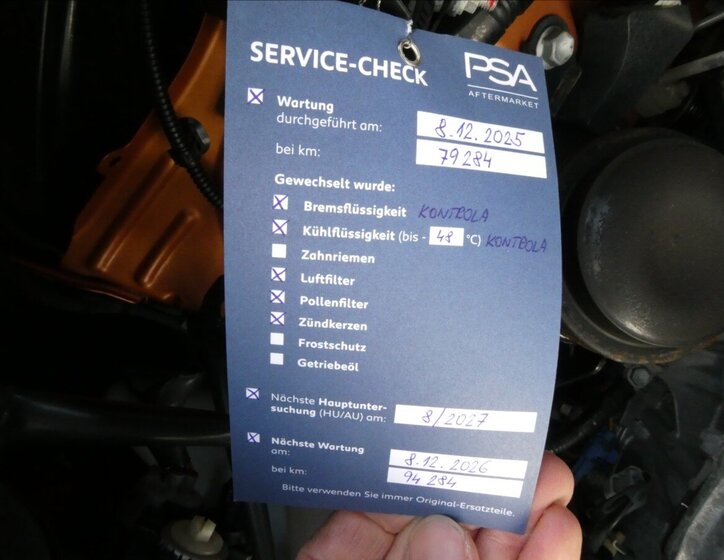 SERVICE-CHECK
PSA
AFTERMARKET
Wartung
durchgeführt am: 8.12.2025
bei km: 79284
Gewechselt wurde:
Bremsflüssigkeit KONTROLA
Kühlflüssigkeit (bis - 48 °C) KONTROLA
Zahnriemen
Luftfilter
Pollenfilter
Zündkerzen
Frostschutz
Getriebeöl
Nächste Hauptunter-
suchung (HU/AU) am: 8/2027
Nächste Wartung
am: 8.12.2026
bei km: 94284
Bitte verwenden Sie immer Original-Ersatzteile.